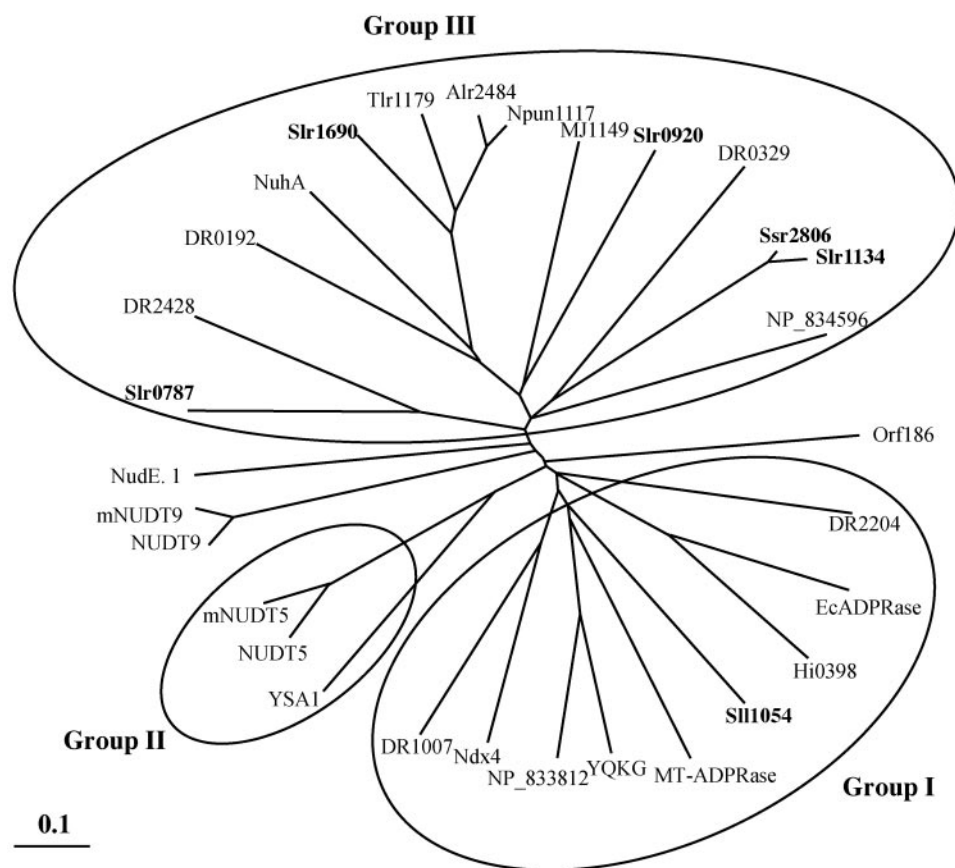 Group III
Alr2484
Tlr1179
Npun1117
Slr1690
MJ1149
Slr0920
DR0329
NuhA
Ssr2806
DR0192
Slr1134
DR2428
NP_834596
Slr0787
Orf186
NudE. 1
mNUDT9
DR2204
NUDT9
EcADPRase
mNUDT5
NUDT5
Hi0398
YSA1
Sll1054
Group II
DR1007
Ndx4
NP_833812
YQKG
MT-ADPRase
Group I
0.1